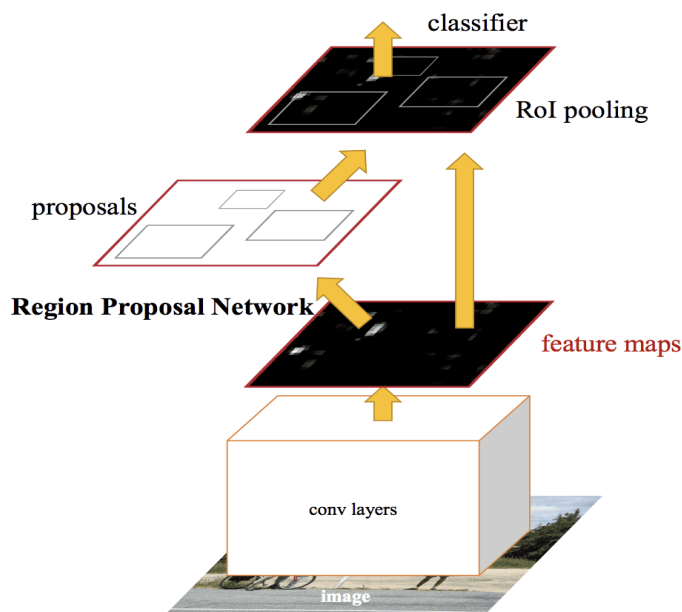 classifier
RoI pooling
proposals
Region Proposal Network
feature maps
conv layers
image